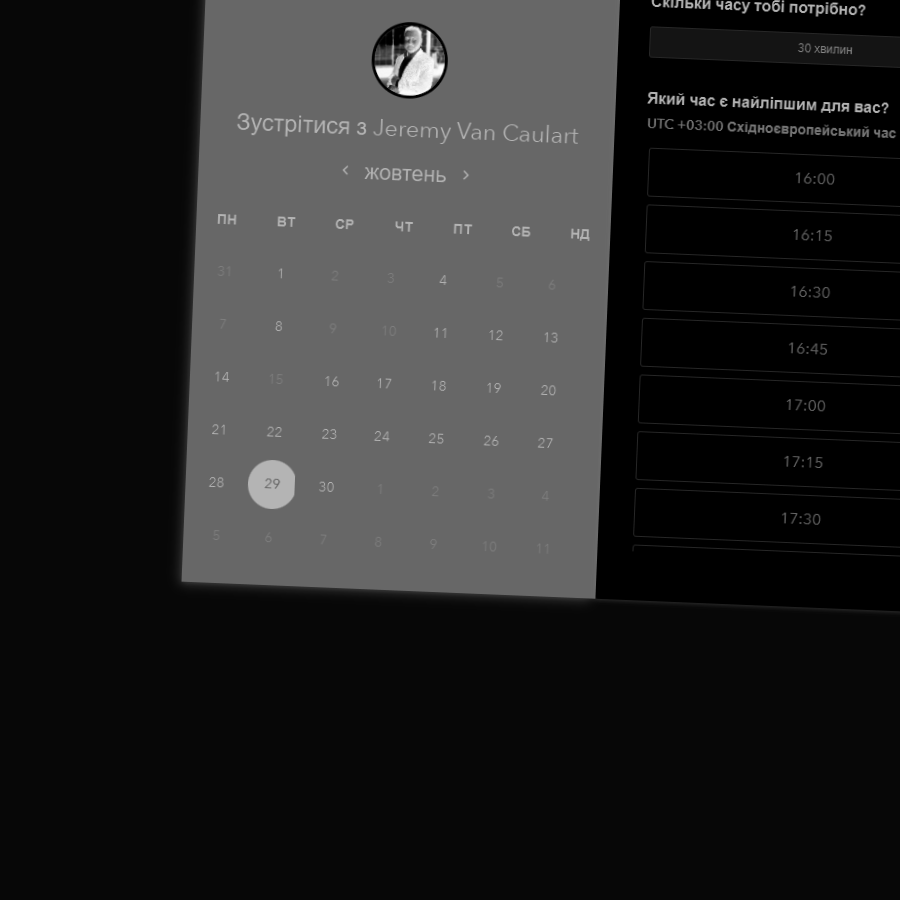 Зустрітися з Jeremy Van Caulart
‹ жовтень ›
ПН ВТ СР ЧТ ПТ СБ НД
31 1 2 3 4 5 6
7 8 9 10 11 12 13
14 15 16 17 18 19 20
21 22 23 24 25 26 27
28 29 30 1 2 3 4
5 6 7 8 9 10 11
Скільки часу тобі потрібно?
30 хвилин
Який час є найліпшим для вас?
UTC +03:00 Східноєвропейський час
16:00
16:15
16:30
16:45
17:00
17:15
17:30